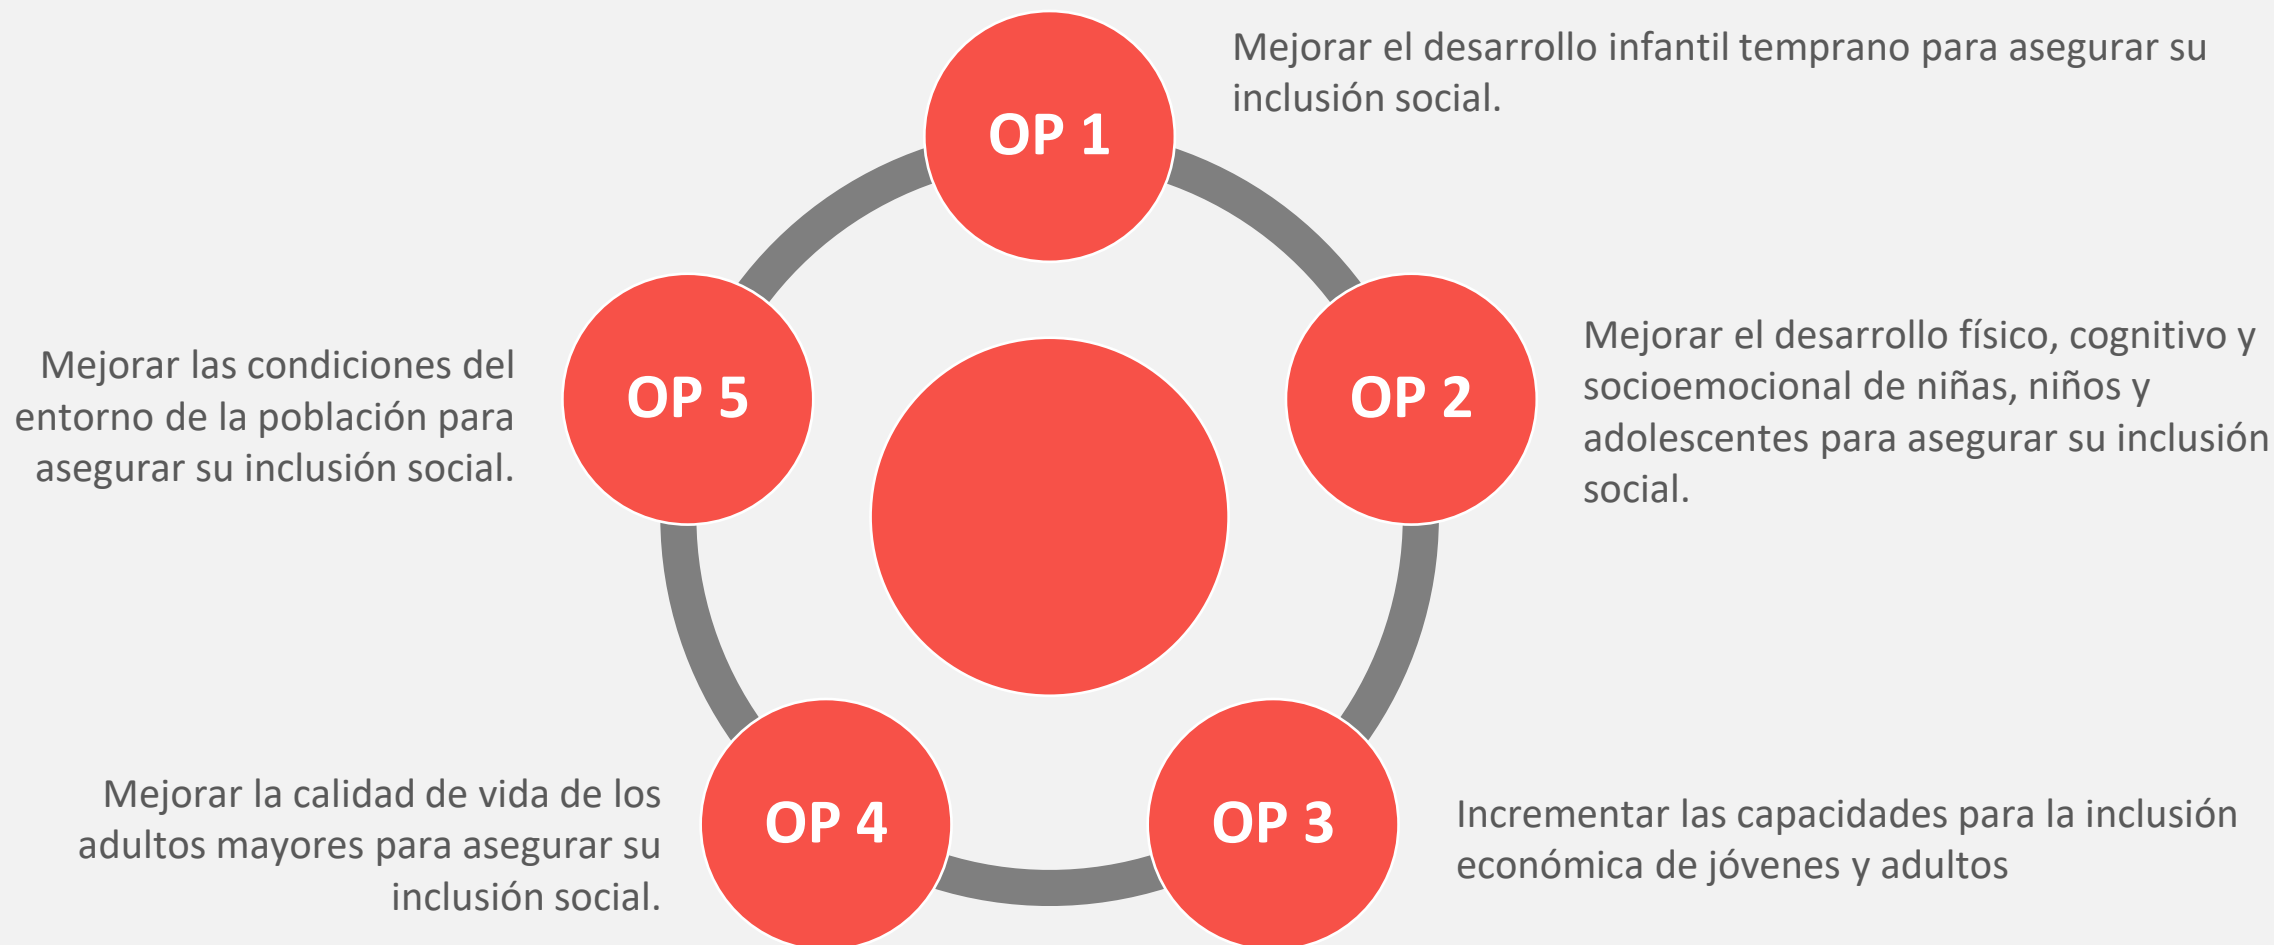 OP 1
Mejorar el desarrollo infantil temprano para asegurar su
inclusión social.
OP 2
Mejorar el desarrollo físico, cognitivo y
socioemocional de niñas, niños y
adolescentes para asegurar su inclusión
social.
OP 3
Incrementar las capacidades para la inclusión
económica de jóvenes y adultos
OP 4
Mejorar la calidad de vida de los
adultos mayores para asegurar su
inclusión social.
OP 5
Mejorar las condiciones del
entorno de la población para
asegurar su inclusión social.